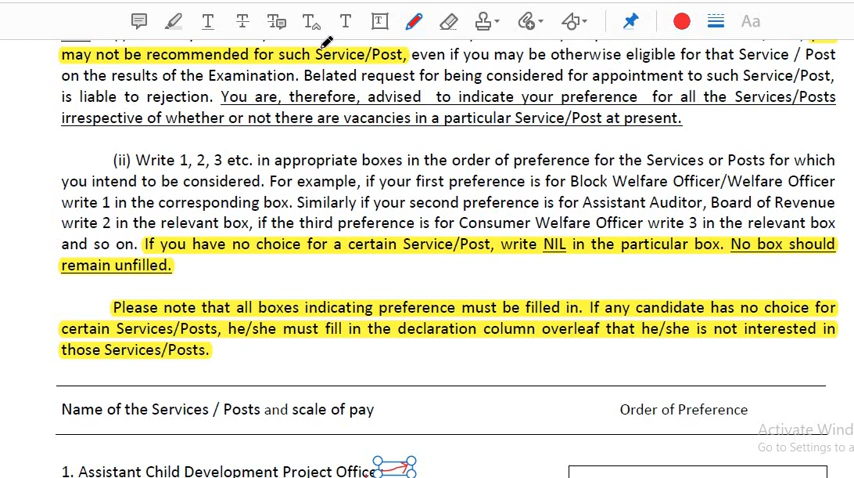 may not be recommended for such Service/Post, even if you may be otherwise eligible for that Service / Post
on the results of the Examination. Belated request for being considered for appointment to such Service/Post,
is liable to rejection. You are, therefore, advised to indicate your preference for all the Services/Posts
irrespective of whether or not there are vacancies in a particular Service/Post at present.
(ii) Write 1, 2, 3 etc. in appropriate boxes in the order of preference for the Services or Posts for which
you intend to be considered. For example, if your first preference is for Block Welfare Officer/Welfare Officer
write 1 in the corresponding box. Similarly if your second preference is for Assistant Auditor, Board of Revenue
write 2 in the relevant box, if the third preference is for Consumer Welfare Officer write 3 in the relevant box
and so on. If you have no choice for a certain Service/Post, write NIL in the particular box. No box should
remain unfilled.
Please note that all boxes indicating preference must be filled in. If any candidate has no choice for
certain Services/Posts, he/she must fill in the declaration column overleaf that he/she is not interested in
those Services/Posts.
Name of the Services / Posts and scale of pay Order of Preference
Activate Wind
Go to Settings to a
1. Assistant Child Development Project Office